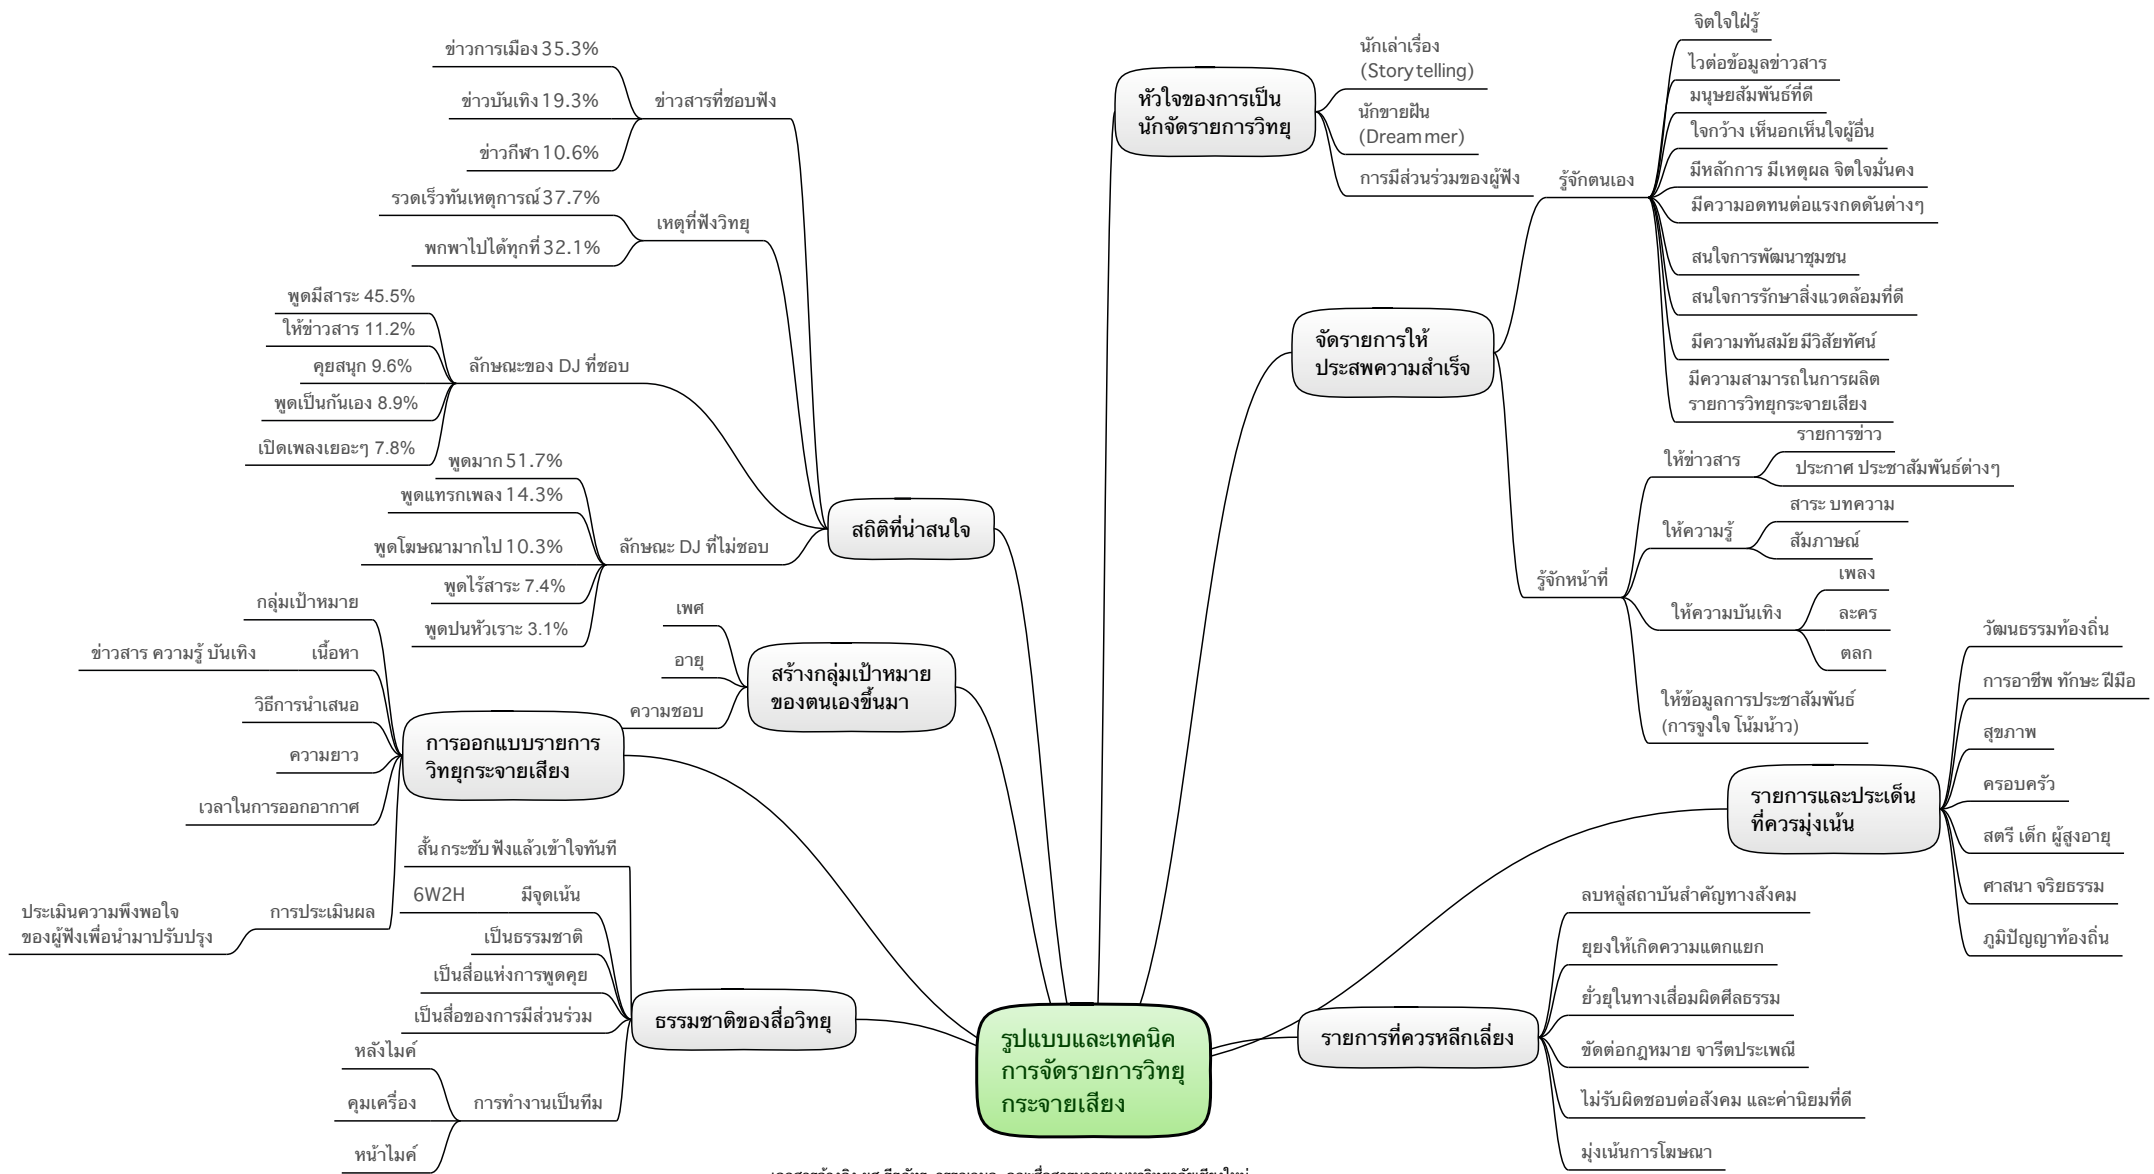 ข่าวการเมือง 35.3%
ข่าวบันเทิง 19.3%
ข่าวกีฬา 10.6%
ข่าวสารที่ชอบฟัง
รวดเร็วทันเหตุการณ์ 37.7%
พกพาไปได้ทุกที่ 32.1%
เหตุที่ฟังวิทยุ
พูดมีสาระ 45.5%
ให้ข่าวสาร 11.2%
คุยสนุก 9.6%
พูดเป็นกันเอง 8.9%
เปิดเพลงเยอะๆ 7.8%
ลักษณะของ DJ ที่ชอบ
พูดมาก 51.7%
พูดแทรกเพลง 14.3%
พูดโฆษณามากไป 10.3%
พูดไร้สาระ 7.4%
พูดปนหัวเราะ 3.1%
ลักษณะ DJ ที่ไม่ชอบ
สถิติที่น่าสนใจ
เพศ
อายุ
ความชอบ
สร้างกลุ่มเป้าหมาย
ของตนเองขึ้นมา
กลุ่มเป้าหมาย
ข่าวสาร ความรู้ บันเทิง
เนื้อหา
วิธีการนำเสนอ
ความยาว
เวลาในการออกอากาศ
ประเมินความพึงพอใจ
ของผู้ฟังเพื่อนำมาปรับปรุง
การประเมินผล
การออกแบบรายการ
วิทยุกระจายเสียง
สั้น กระชับ ฟังแล้วเข้าใจทันที
6W2H
มีจุดเน้น
เป็นธรรมชาติ
เป็นสื่อแห่งการพูดคุย
เป็นสื่อของการมีส่วนร่วม
หลังไมค์
คุมเครื่อง
หน้าไมค์
การทำงานเป็นทีม
ธรรมชาติของสื่อวิทยุ
รูปแบบและเทคนิค
การจัดรายการวิทยุ
กระจายเสียง
หัวใจของการเป็น
นักจัดรายการวิทยุ
นักเล่าเรื่อง
(Story telling)
นักขายฝัน
(Dream mer)
การมีส่วนร่วมของผู้ฟัง
จัดรายการให้
ประสพความสำเร็จ
รู้จักตนเอง
จิตใจใฝ่รู้
ไวต่อข้อมูลข่าวสาร
มนุษยสัมพันธ์ที่ดี
ใจกว้าง เห็นอกเห็นใจผู้อื่น
มีหลักการ มีเหตุผล จิตใจมั่นคง
มีความอดทนต่อแรงกดดันต่างๆ
สนใจการพัฒนาชุมชน
สนใจการรักษาสิ่งแวดล้อมที่ดี
มีความทันสมัย มีวิสัยทัศน์
มีความสามารถในการผลิต
รายการวิทยุกระจายเสียง
รู้จักหน้าที่
ให้ข่าวสาร
รายการข่าว
ประกาศ ประชาสัมพันธ์ต่างๆ
ให้ความรู้
สาระ บทความ
สัมภาษณ์
ให้ความบันเทิง
เพลง
ละคร
ตลก
ให้ข้อมูลการประชาสัมพันธ์
(การจูงใจ โน้มน้าว)
รายการและประเด็น
ที่ควรมุ่งเน้น
วัฒนธรรมท้องถิ่น
การอาชีพ ทักษะ ฝีมือ
สุขภาพ
ครอบครัว
สตรี เด็ก ผู้สูงอายุ
ศาสนา จริยธรรม
ภูมิปัญญาท้องถิ่น
รายการที่ควรหลีกเลี่ยง
ลบหลู่สถาบันสำคัญทางสังคม
ยุยงให้เกิดความแตกแยก
ยั่วยุในทางเสื่อมผิดศีลธรรม
ขัดต่อกฎหมาย จารีตประเพณี
ไม่รับผิดชอบต่อสังคม และค่านิยมที่ดี
มุ่งเน้นการโฆษณา